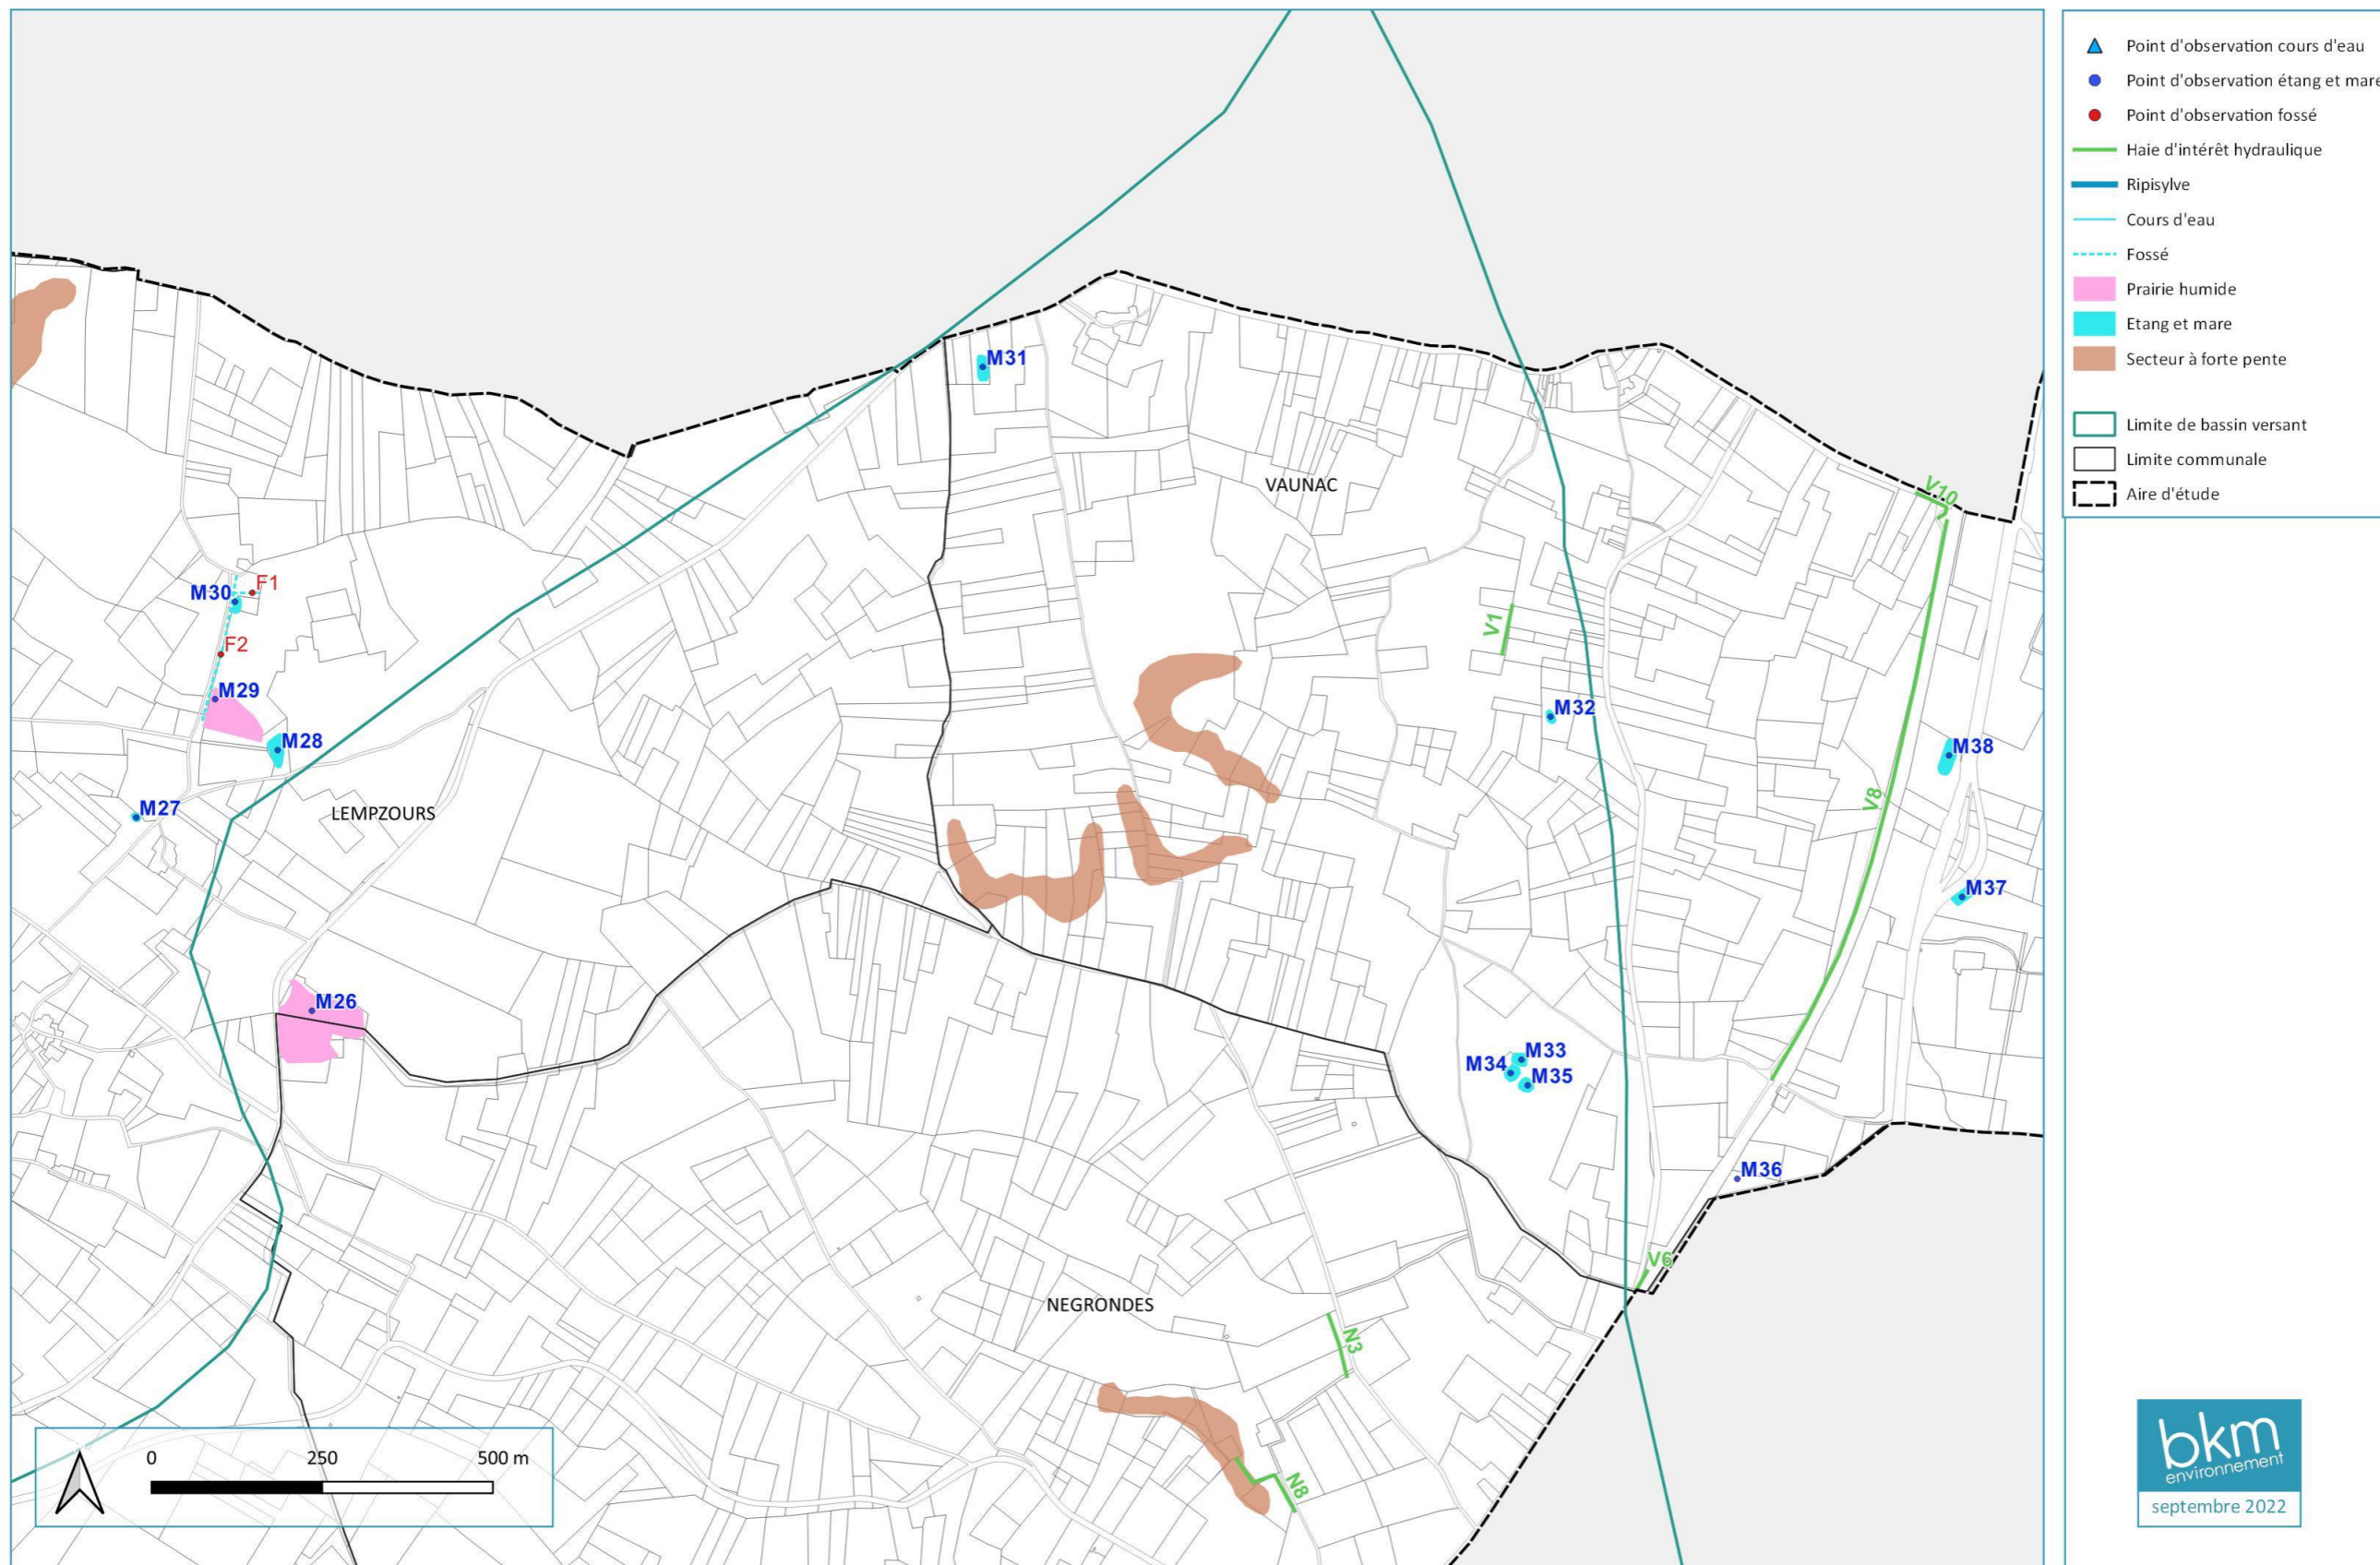 M31
VAUNAC
V10
M30
F1
F2
V1
M29
M32
M28
M38
M27
LEMPZOURS
V8
M37
M26
M33
M34
M35
M36
V6
NEGRONDES
N3
N8
0 250 500 m
Point d'observation cours d'eau
Point d'observation étang et mare
Point d'observation fossé
Haie d'intérêt hydraulique
Ripisylve
Cours d'eau
Fossé
Prairie humide
Etang et mare
Secteur à forte pente
Limite de bassin versant
Limite communale
Aire d'étude
bkm
environnement
septembre 2022